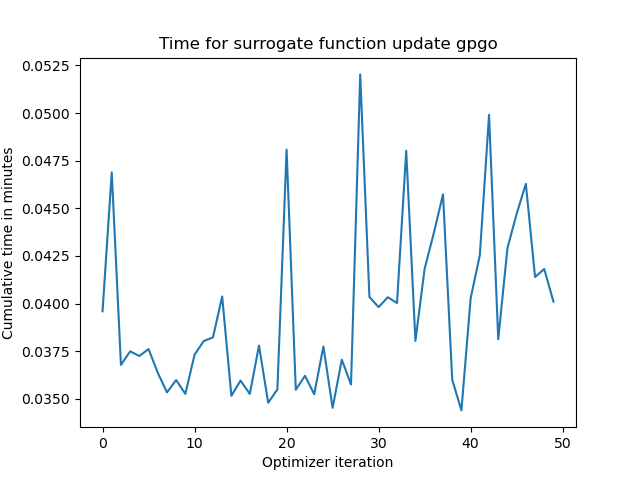 Time for surrogate function update gpgo
Cumulative time in minutes
0.0525
0.0500
0.0475
0.0450
0.0425
0.0400
0.0375
0.0350
0 10 20 30 40 50
Optimizer iteration